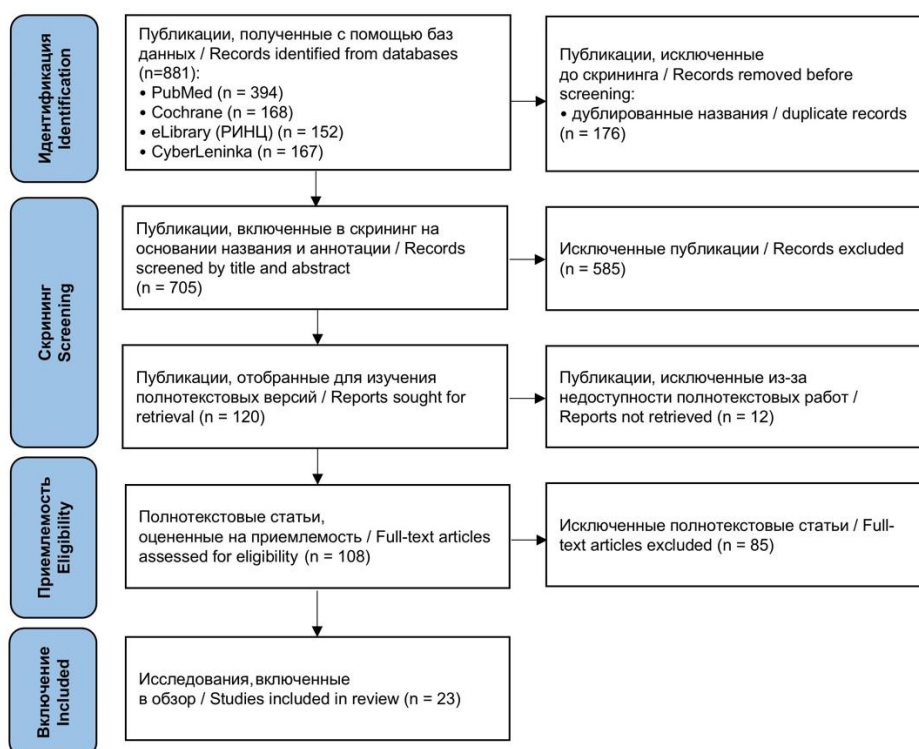 Идентификация
Identification
Публикации, полученные с помощью баз
данных / Records identified from databases
(n=881):
• PubMed (n = 394)
• Cochrane (n = 168)
• eLibrary (РИНЦ) (n = 152)
• CyberLeninka (n = 167)
Публикации, исключенные
до скрининга / Records removed before
screening:
• дублированные названия / duplicate records
(n = 176)
Скрининг
Screening
Публикации, включенные в скрининг на
основании названия и аннотации / Records
screened by title and abstract
(n = 705)
Исключенные публикации / Records excluded
(n = 585)
Публикации, отобранные для изучения
полнотекстовых версий / Reports sought for
retrieval (n = 120)
Публикации, исключенные из-за
недоступности полнотекстовых работ /
Reports not retrieved (n = 12)
Приемлемость
Eligibility
Полнотекстовые статьи,
оцененные на приемлемость / Full-text articles
assessed for eligibility (n = 108)
Исключенные полнотекстовые статьи / Full-
text articles excluded (n = 85)
Включение
Included
Исследования, включенные
в обзор / Studies included in review (n = 23)